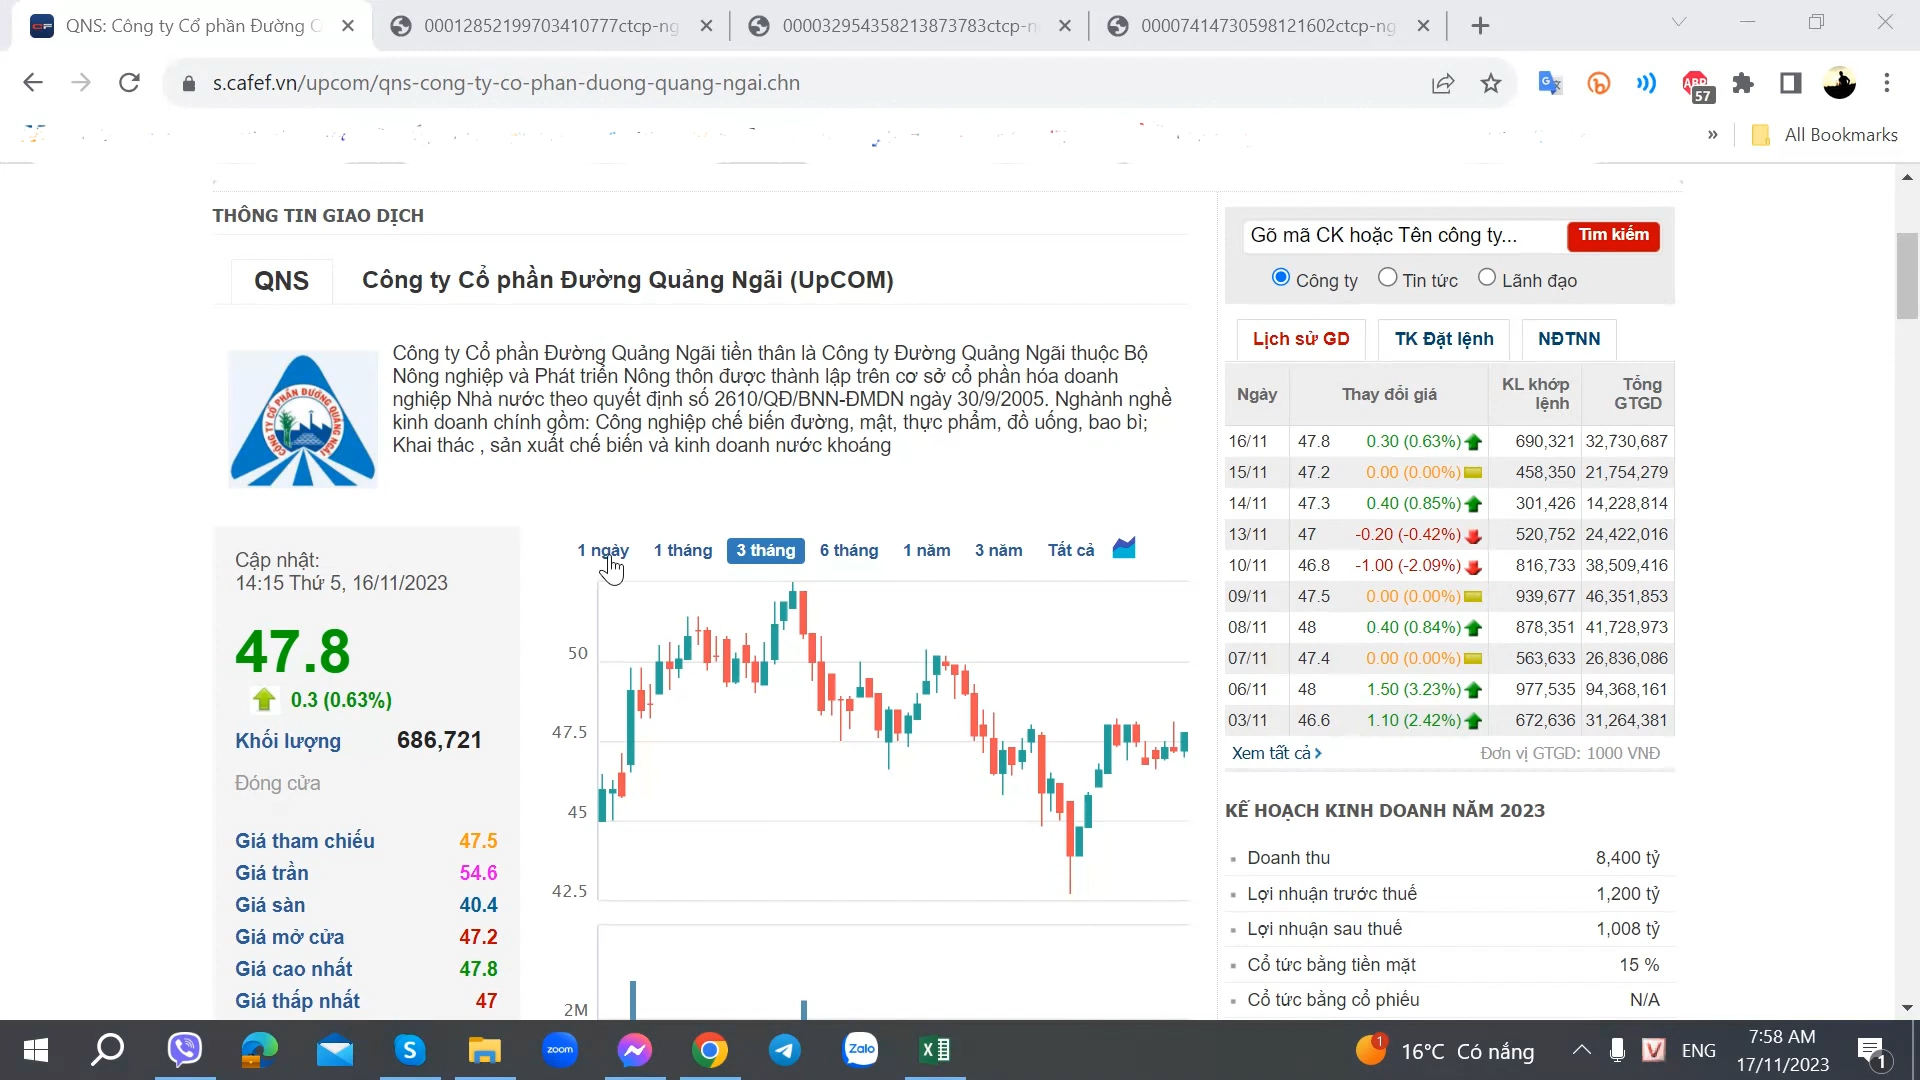 QNS: Công ty Cổ phần Đường Q
00012852199703410777ctcp-ng
000032954358213873783ctcp-n
00007414730598121602ctcp-ng
s.cafef.vn/upcom/qns-cong-ty-co-phan-duong-quang-ngai.chn
ABP
57
»
All Bookmarks
THÔNG TIN GIAO DỊCH
QNS
Công ty Cổ phần Đường Quảng Ngãi (UpCOM)
CÔNG TY CỔ PHẦN ĐƯỜNG QUẢNG NGÃI
Công ty Cổ phần Đường Quảng Ngãi tiền thân là Công ty Đường Quảng Ngãi thuộc Bộ
Nông nghiệp và Phát triển Nông thôn được thành lập trên cơ sở cổ phần hóa doanh
nghiệp Nhà nước theo quyết định số 2610/QĐ/BNN-ĐMDN ngày 30/9/2005. Nghành nghề
kinh doanh chính gồm: Công nghiệp chế biến đường, mật, thực phẩm, đồ uống, bao bì;
Khai thác , sản xuất chế biến và kinh doanh nước khoáng
Cập nhật:
14:15 Thứ 5, 16/11/2023
47.8
0.3 (0.63%)
Khối lượng 686,721
Đóng cửa
Giá tham chiếu 47.5
Giá trần 54.6
Giá sàn 40.4
Giá mở cửa 47.2
Giá cao nhất 47.8
Giá thấp nhất 47
1 ngày 1 tháng 3 tháng 6 tháng 1 năm 3 năm Tất cả
50
47.5
45
42.5
2M
Gõ mã CK hoặc Tên công ty... Tìm kiếm
Công ty Tin tức Lãnh đạo
Lịch sử GD TK Đặt lệnh NĐTNN
Ngày Thay đổi giá KL khớp lệnh Tổng GTGD
16/11 47.8 0.30 (0.63%) 690,321 32,730,687
15/11 47.2 0.00 (0.00%) 458,350 21,754,279
14/11 47.3 0.40 (0.85%) 301,426 14,228,814
13/11 47 -0.20 (-0.42%) 520,752 24,422,016
10/11 46.8 -1.00 (-2.09%) 816,733 38,509,416
09/11 47.5 0.00 (0.00%) 939,677 46,351,853
08/11 48 0.40 (0.84%) 878,351 41,728,973
07/11 47.4 0.00 (0.00%) 563,633 26,836,086
06/11 48 1.50 (3.23%) 977,535 94,368,161
03/11 46.6 1.10 (2.42%) 672,636 31,264,381
Xem tất cả
Đơn vị GTGD: 1000 VNĐ
KẾ HOẠCH KINH DOANH NĂM 2023
Doanh thu 8,400 tỷ
Lợi nhuận trước thuế 1,200 tỷ
Lợi nhuận sau thuế 1,008 tỷ
Cổ tức bằng tiền mặt 15 %
Cổ tức bằng cổ phiếu N/A
zoom
Zalo
1
16°C Có nắng
ENG
7:58 AM
17/11/2023
1